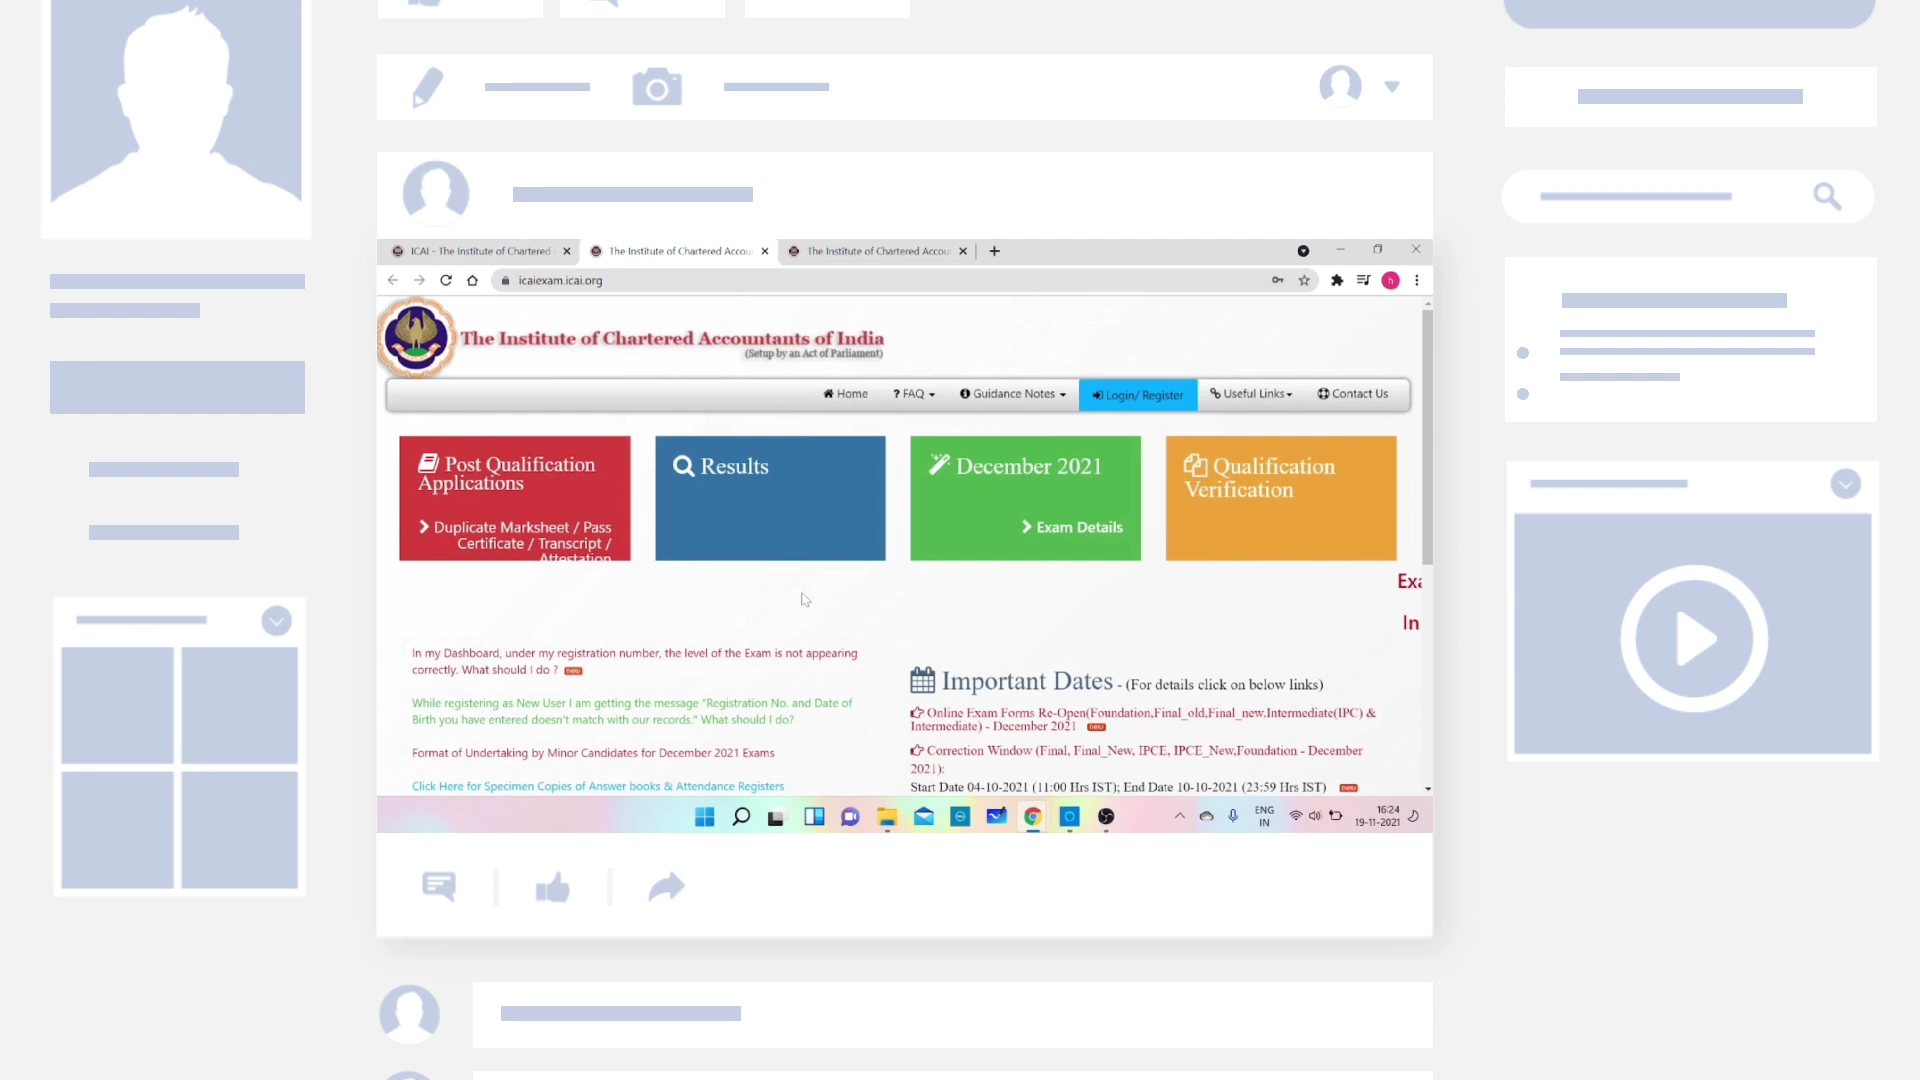 ICAI - The Institute of Chartered
The Institute of Chartered Accou
The Institute of Chartered Accou
icaiexam.icai.org
h
The Institute of Chartered Accountants of India
(Setup by an Act of Parliament)
Home
? FAQ
Guidance Notes
Login/ Register
Useful Links
Contact Us
Post Qualification
Applications
Duplicate Marksheet / Pass
Certificate / Transcript /
Attestation
Results
December 2021
Exam Details
Qualification
Verification
In
In my Dashboard, under my registration number, the level of the Exam is not appearing
correctly. What should I do ? new
While registering as New User I am getting the message "Registration No. and Date of
Birth you have entered doesn't match with our records." What should I do?
Format of Undertaking by Minor Candidates for December 2021 Exams
Click Here for Specimen Copies of Answer books & Attendance Registers
Important Dates - (For details click on below links)
Online Exam Forms Re-Open(Foundation,Final_old,Final_new,Intermediate(IPC) &
Intermediate) - December 2021 new
Correction Window (Final, Final_New, IPCE, IPCE_New,Foundation - December
2021):
Start Date 04-10-2021 (11:00 Hrs IST); End Date 10-10-2021 (23:59 Hrs IST) new
ENG
IN
16:24
19-11-2021